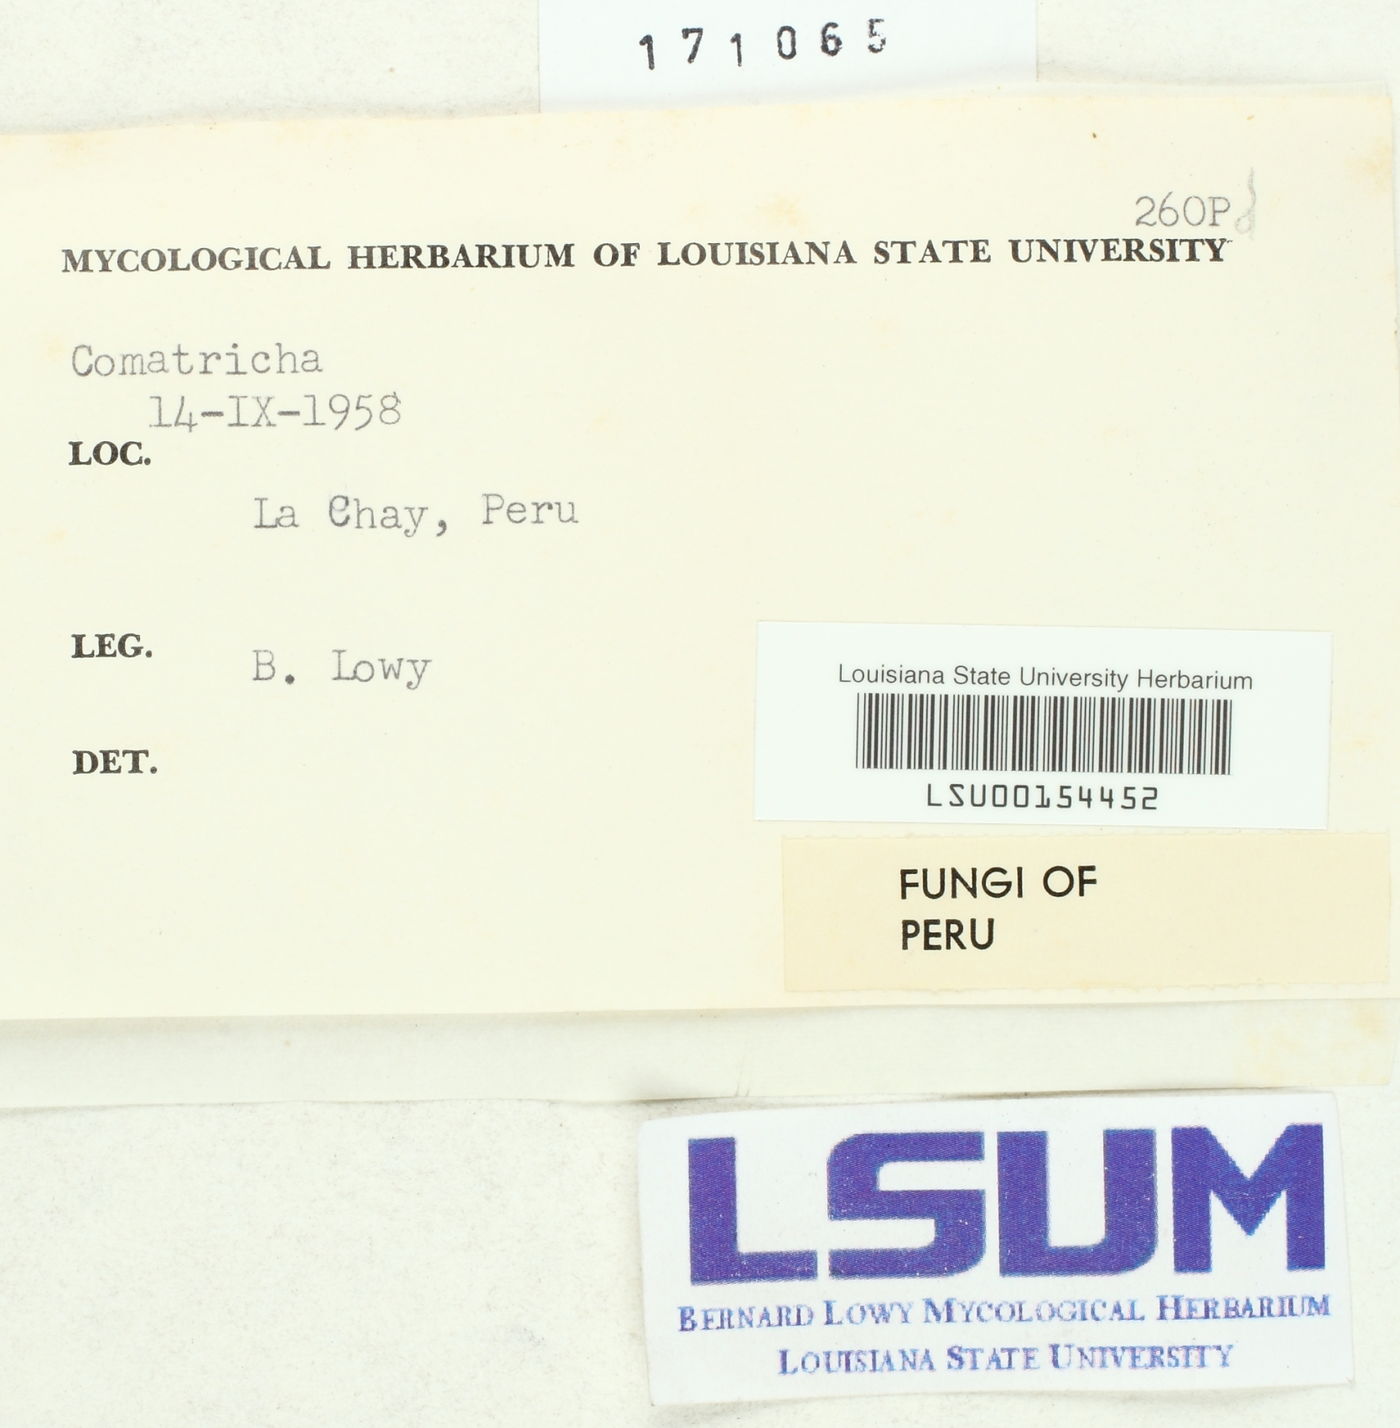 171065
260P
MYCOLOGICAL HERBARIUM OF LOUISIANA STATE UNIVERSITY
Comatricha
14-IX-1958
LOC.
La Chay, Peru
LEG. B. Lowy
DET.
Louisiana State University Herbarium
LSU00154452
FUNGI OF
PERU
LSUM
BERNARD LOWY MYCOLOGICAL HERBARIUM
LOUISIANA STATE UNIVERSITY